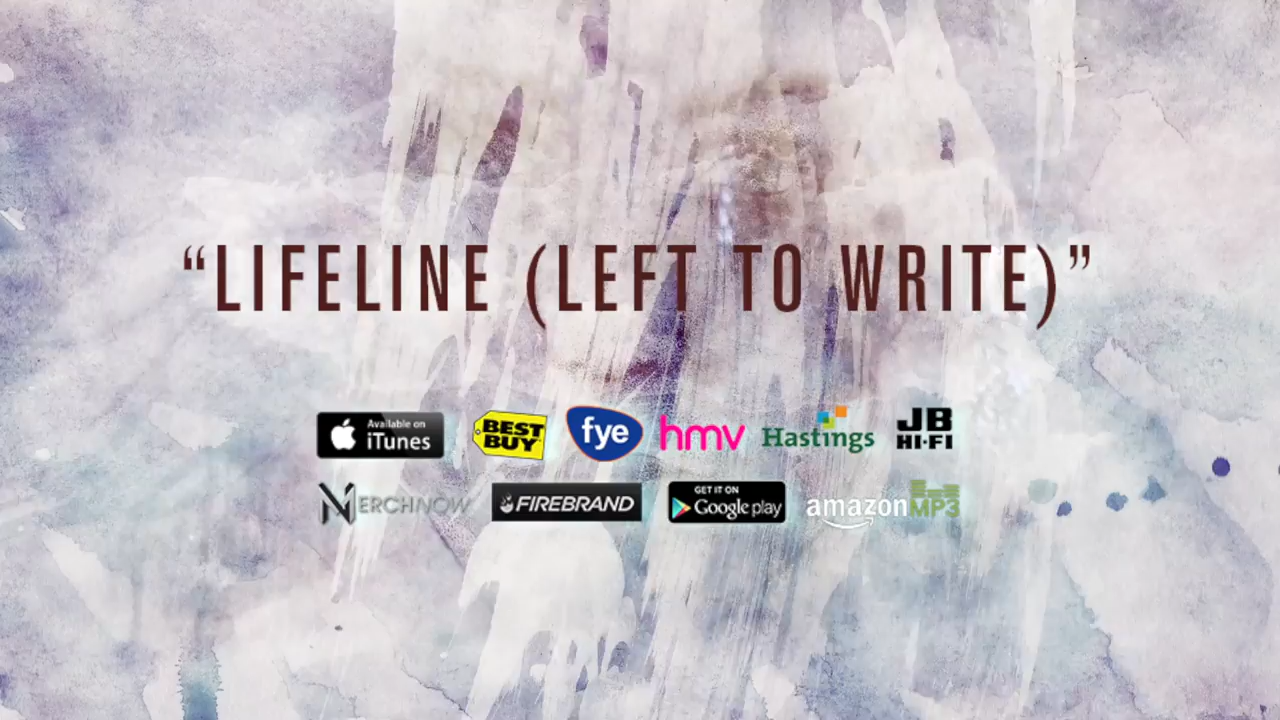 “LIFELINE (LEFT TO WRITE)”
Available on iTunes BEST BUY fye hmv Hastings JB HI-FI
MERCHNOW FIREBRAND GET IT ON Google play amazonMP3